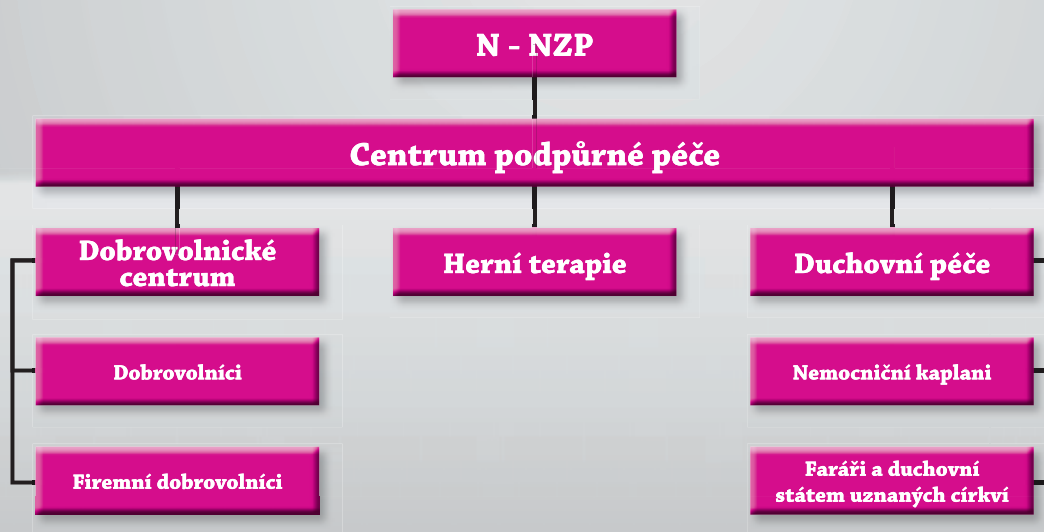 N - NZP
Centrum podpůrné péče
Dobrovolnické
centrum
Herní terapie
Duchovní péče
Dobrovolníci
Nemocniční kaplani
Firemní dobrovolníci
Faráři a duchovní
státem uznaných církví